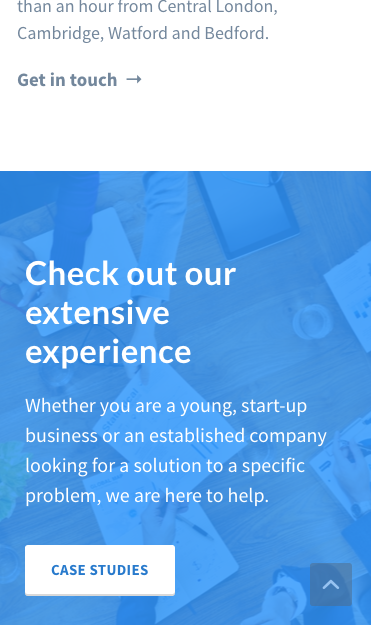 than an hour from Central London,
Cambridge, Watford and Bedford.
Get in touch →
Check out our
extensive
experience
Whether you are a young, start-up
business or an established company
looking for a solution to a specific
problem, we are here to help.
CASE STUDIES